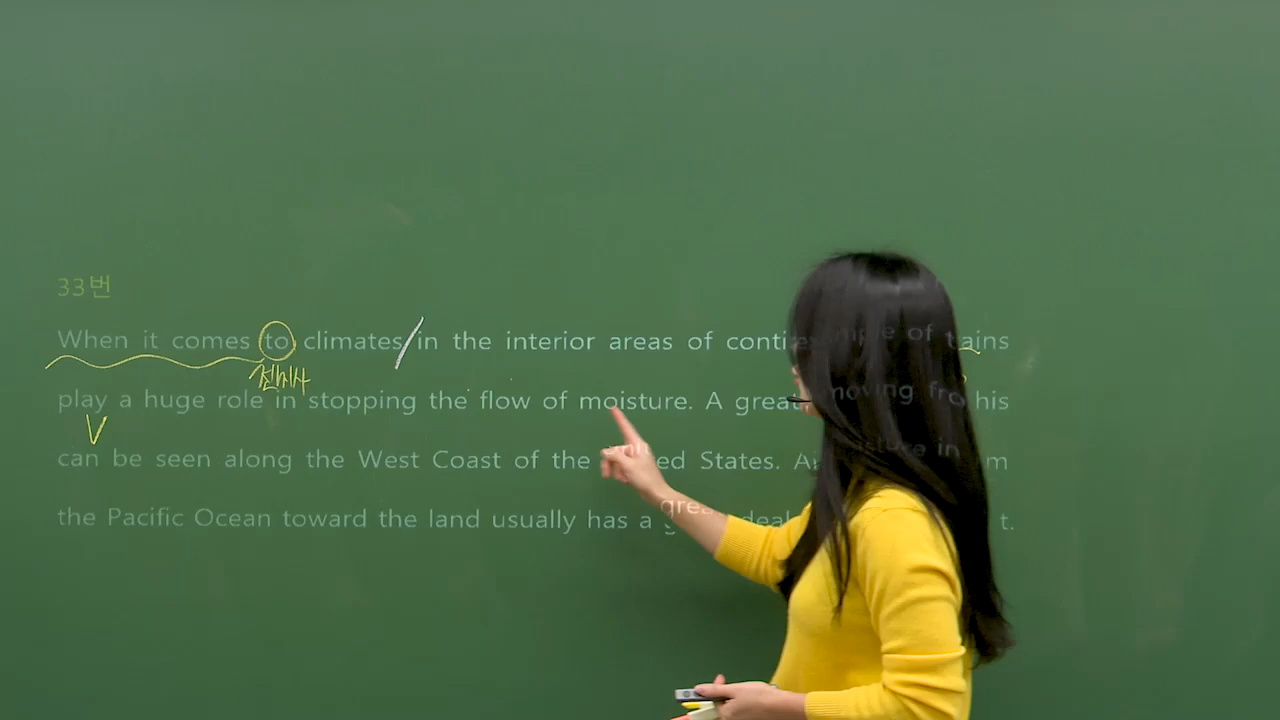 33번
When it comes to climates / in the interior areas of
전치사
play a huge role in stopping the flow of moisture. A great
V
can be seen along the West Coast of the States.
the Pacific Ocean toward the land usually has a